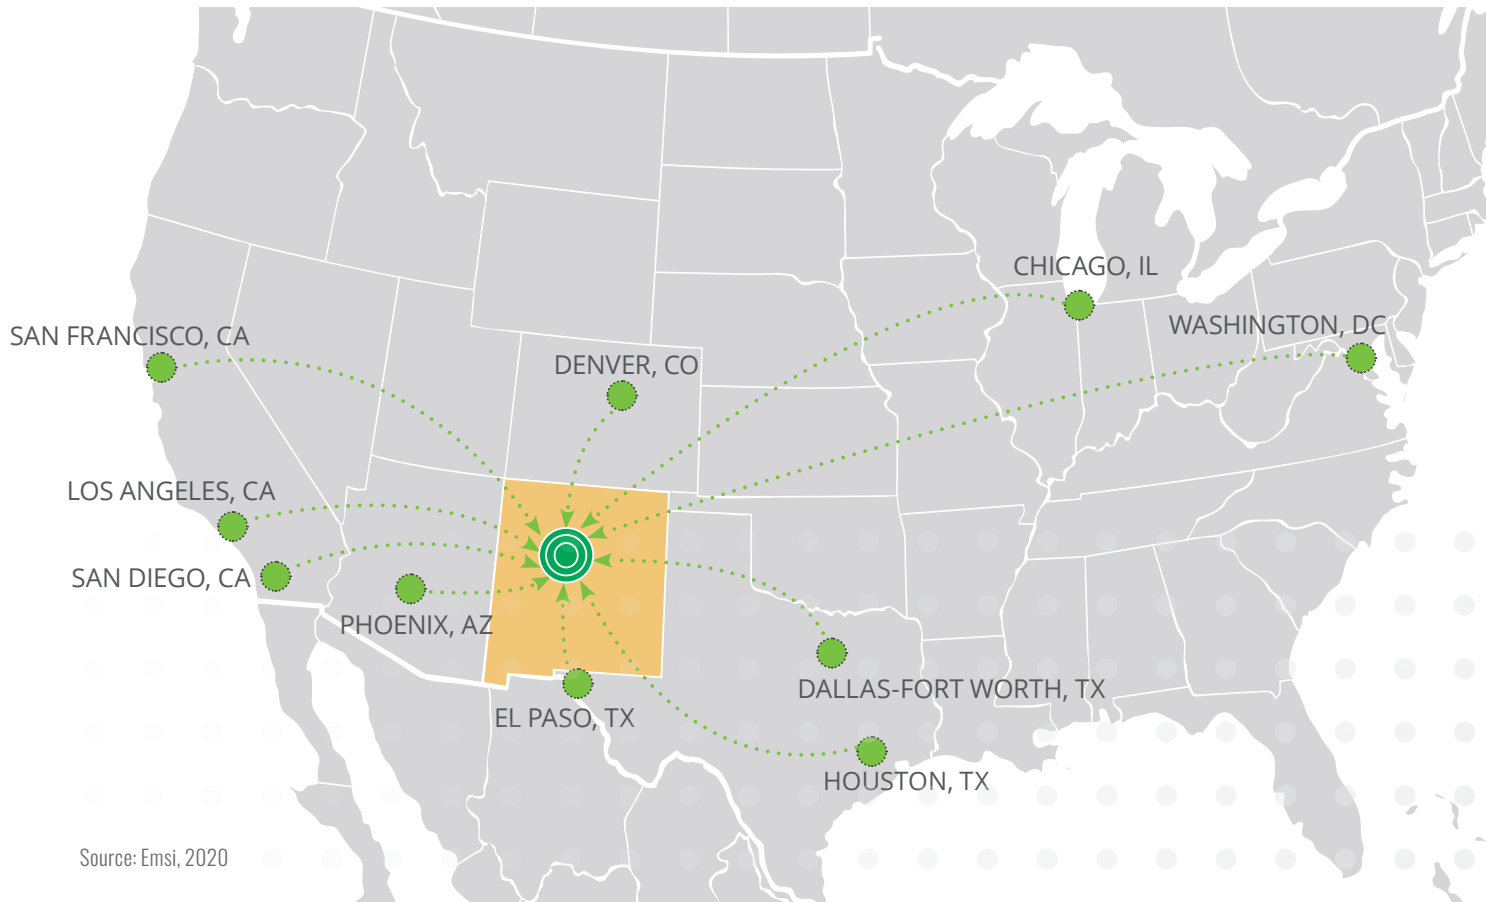 CHICAGO, IL
WASHINGTON, DC
SAN FRANCISCO, CA
DENVER, CO
LOS ANGELES, CA
SAN DIEGO, CA
PHOENIX, AZ
DALLAS-FORT WORTH, TX
EL PASO, TX
HOUSTON, TX
Source: Emsi, 2020